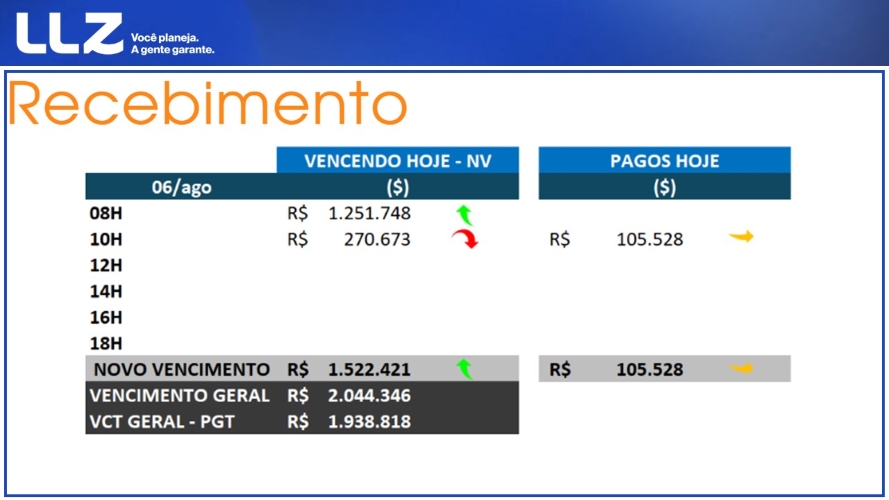 LLZ
Você planeja.
A gente garante.
Recebimento
VENCENDO HOJE - NV PAGOS HOJE
06/ago ($) ($)
08H R$ 1.251.748
10H R$ 270.673 R$ 105.528
12H
14H
16H
18H
NOVO VENCIMENTO R$ 1.522.421 R$ 105.528
VENCIMENTO GERAL R$ 2.044.346
VCT GERAL - PGT R$ 1.938.818